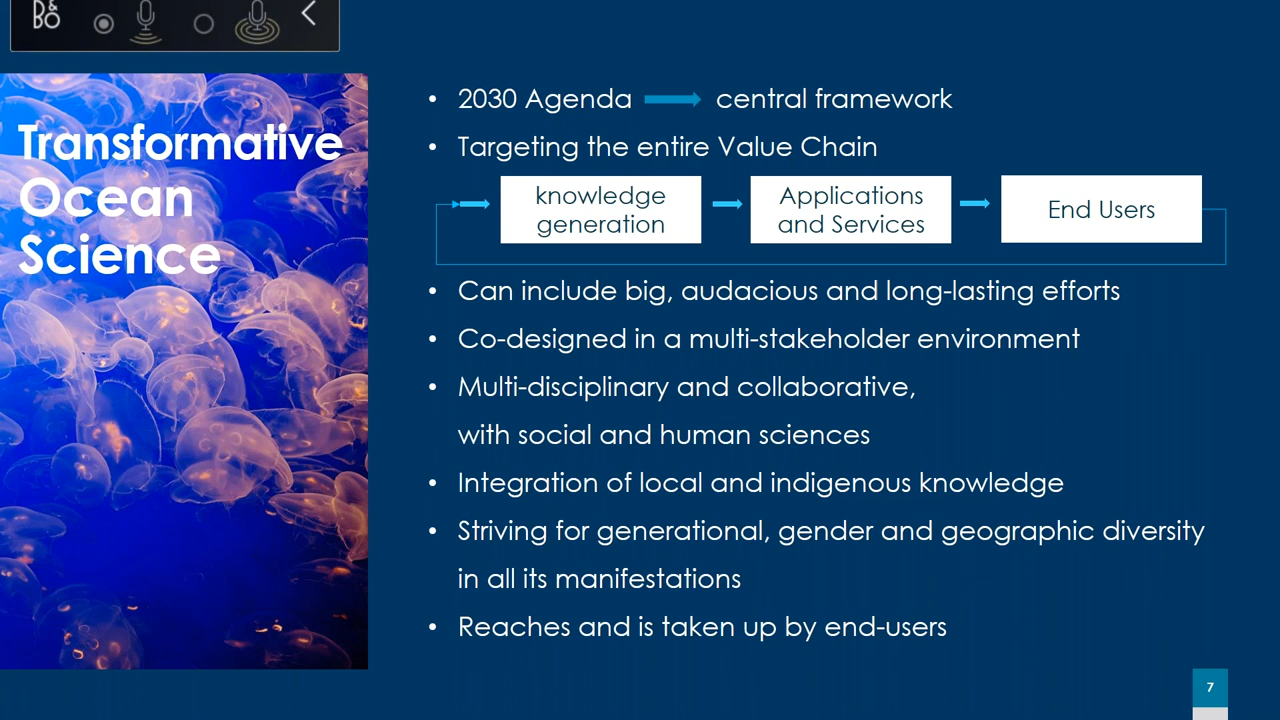 B&O
Transformative
Ocean
Science
• 2030 Agenda central framework
• Targeting the entire Value Chain
knowledge
generation
Applications
and Services
End Users
• Can include big, audacious and long-lasting efforts
• Co-designed in a multi-stakeholder environment
• Multi-disciplinary and collaborative,
with social and human sciences
• Integration of local and indigenous knowledge
• Striving for generational, gender and geographic diversity
in all its manifestations
• Reaches and is taken up by end-users
7